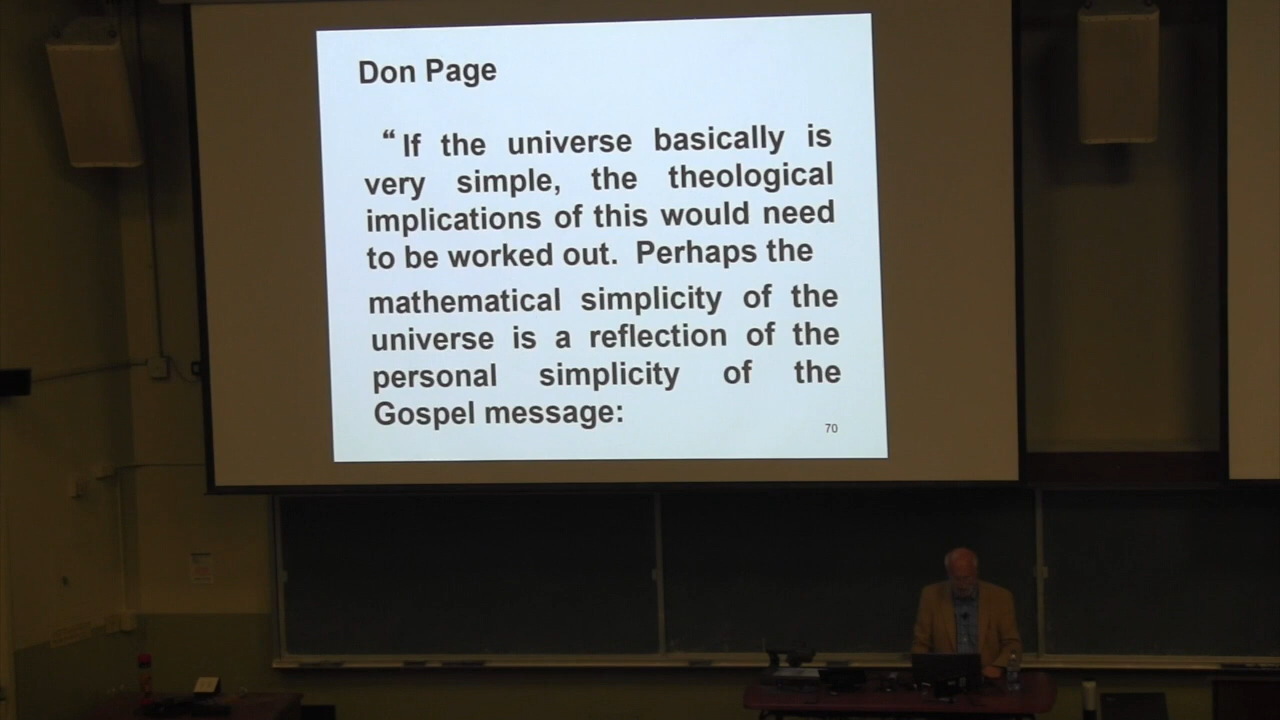 Don Page
“If the universe basically is
very simple, the theological
implications of this would need
to be worked out. Perhaps the
mathematical simplicity of the
universe is a reflection of the
personal simplicity of the
Gospel message:
70